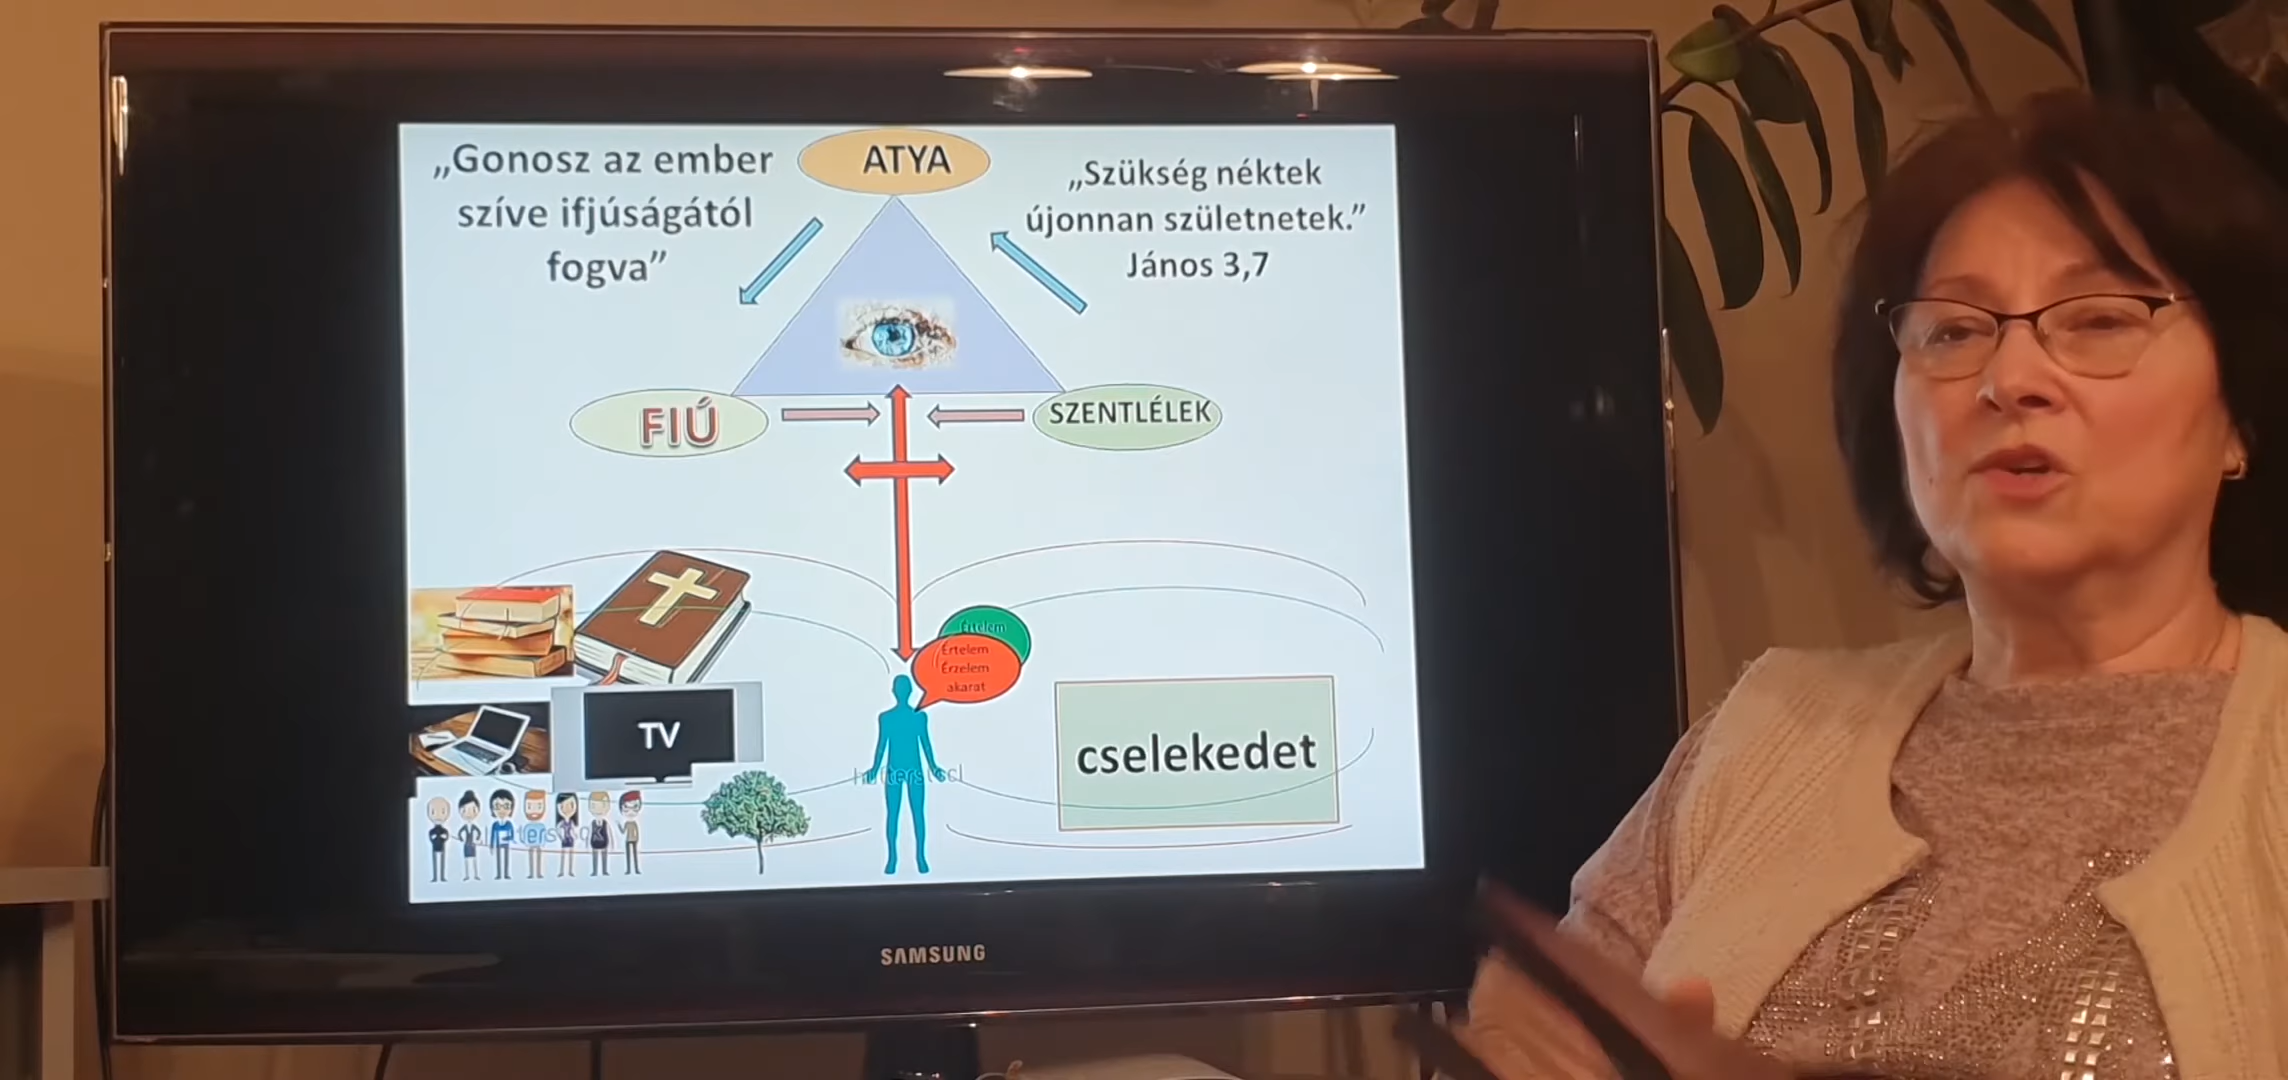 „Gonosz az ember
szíve ifjúságától
fogva”
ATYA
„Szükség néktek
újonnan születnetek.”
János 3,7
FIÚ
SZENTLÉLEK
Értelem
Értelem
Érzelem
akarat
TV
cselekedet
SAMSUNG